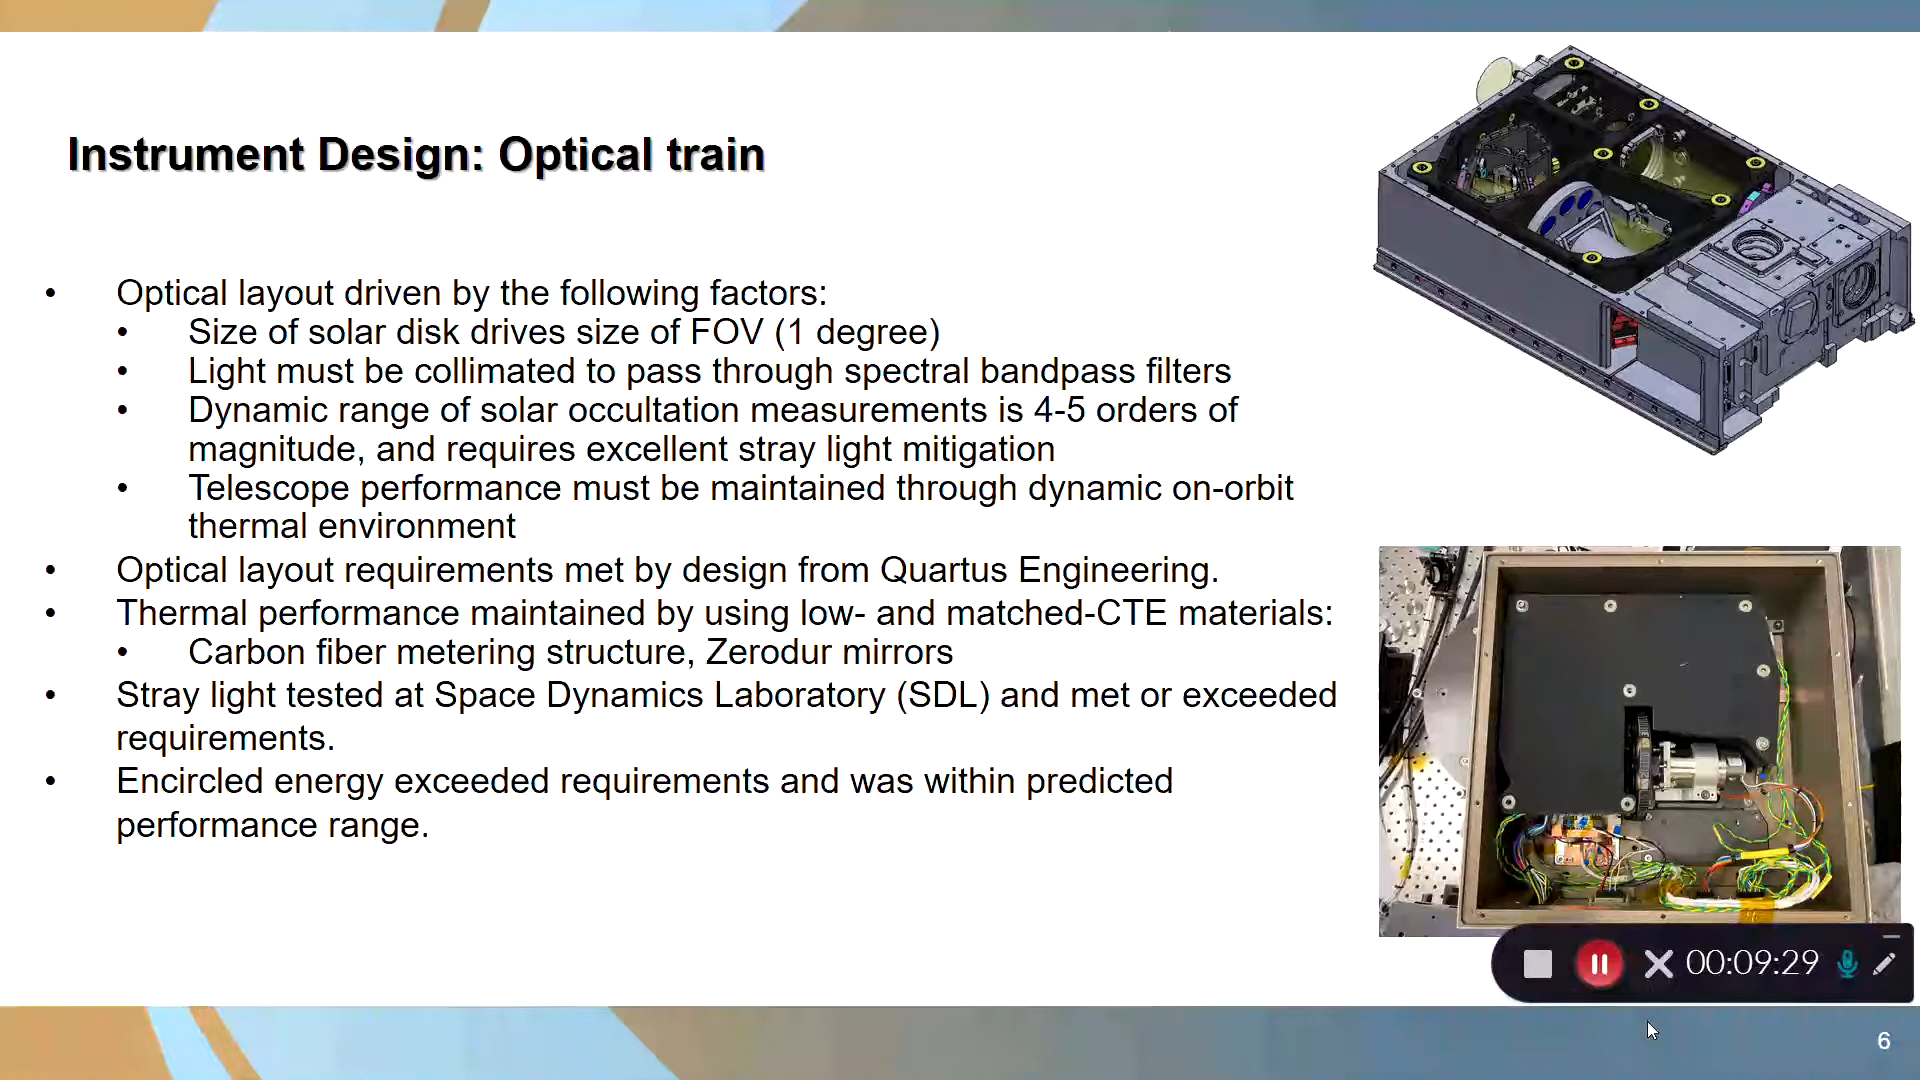 Instrument Design: Optical train
• Optical layout driven by the following factors:
• Size of solar disk drives size of FOV (1 degree)
• Light must be collimated to pass through spectral bandpass filters
• Dynamic range of solar occultation measurements is 4-5 orders of
magnitude, and requires excellent stray light mitigation
• Telescope performance must be maintained through dynamic on-orbit
thermal environment
• Optical layout requirements met by design from Quartus Engineering.
• Thermal performance maintained by using low- and matched-CTE materials:
• Carbon fiber metering structure, Zerodur mirrors
• Stray light tested at Space Dynamics Laboratory (SDL) and met or exceeded
requirements.
• Encircled energy exceeded requirements and was within predicted
performance range.
00:09:29
6